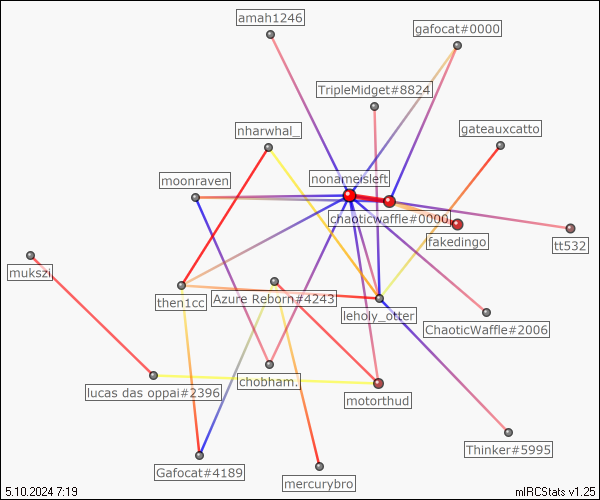 amah1246
gafocat#0000
TripleMidget#8824
gateauxcatto
nharwhal_
nonameisleft
moonraven
chaoticwaffle#0000
fakedingo
tt532
mukszi
then1cc
Azure Reborn#4243
leholy_otter
ChaoticWaffle#2006
chobham.
lucas das oppai#2396
motorthud
Thinker#5995
Gafocat#4189
mercurybro
5.10.2024 7:19
mIRCStats v1.25